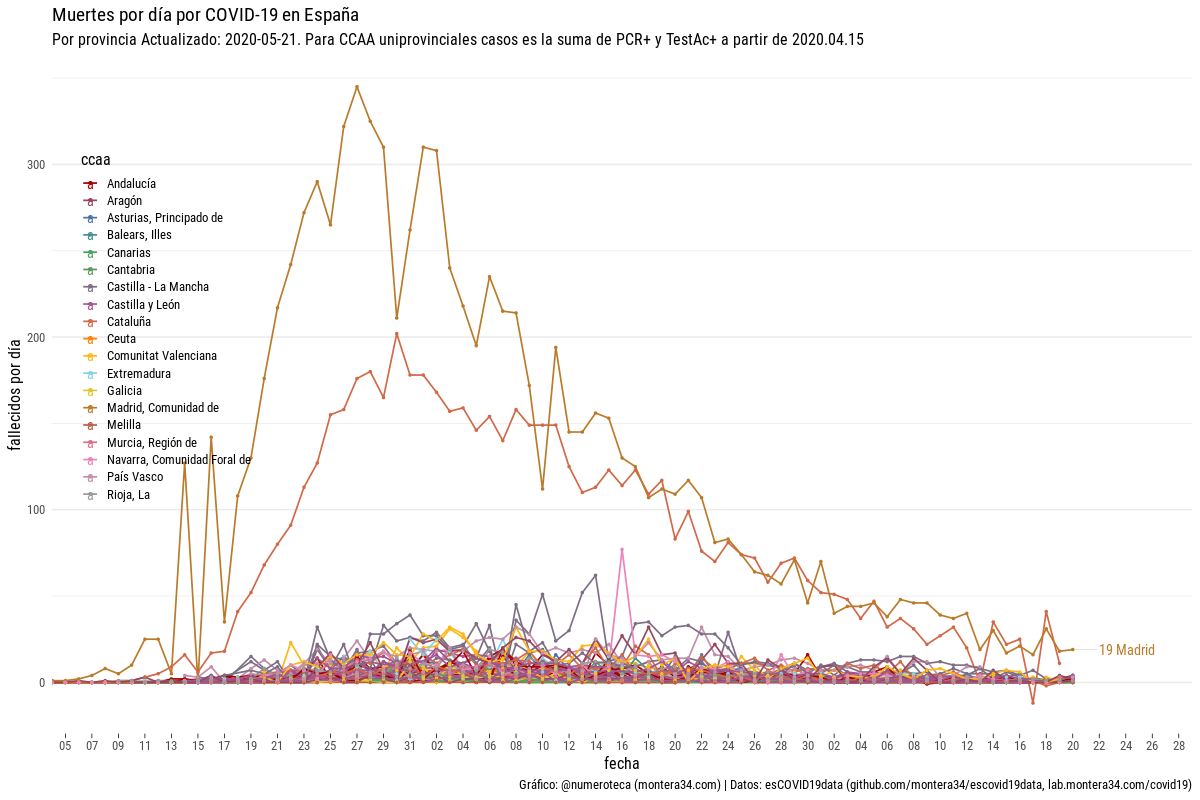 Muertes por día por COVID-19 en España
Por provincia Actualizado: 2020-05-21. Para CCAA uniprovinciales casos es la suma de PCR+ y TestAc+ a partir de 2020.04.15
fallecidos por día
300
200
100
0
ccaa
Andalucía
Aragón
Asturias, Principado de
Balears, Illes
Canarias
Cantabria
Castilla - La Mancha
Castilla y León
Cataluña
Ceuta
Comunitat Valenciana
Extremadura
Galicia
Madrid, Comunidad de
Melilla
Murcia, Región de
Navarra, Comunidad Foral de
País Vasco
Rioja, La
19 Madrid
05 07 09 11 13 15 17 19 21 23 25 27 29 31 02 04 06 08 10 12 14 16 18 20 22 24 26 28 30 02 04 06 08 10 12 14 16 18 20 22 24 26 28
fecha
Gráfico: @numeroteca (montera34.com) | Datos: esCOVID19data (github.com/montera34/escovid19data, lab.montera34.com/covid19)